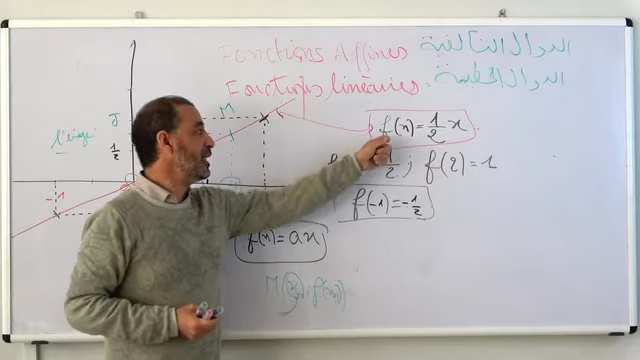 Fonctions Affines الدوال التآلفية
Fonctions linéaires. الدوال الخطية
J
M
f(x)=1/2 x
1/2
1/2 ; f(2)=1
-1
f(-1)=-1/2
f(x)=ax